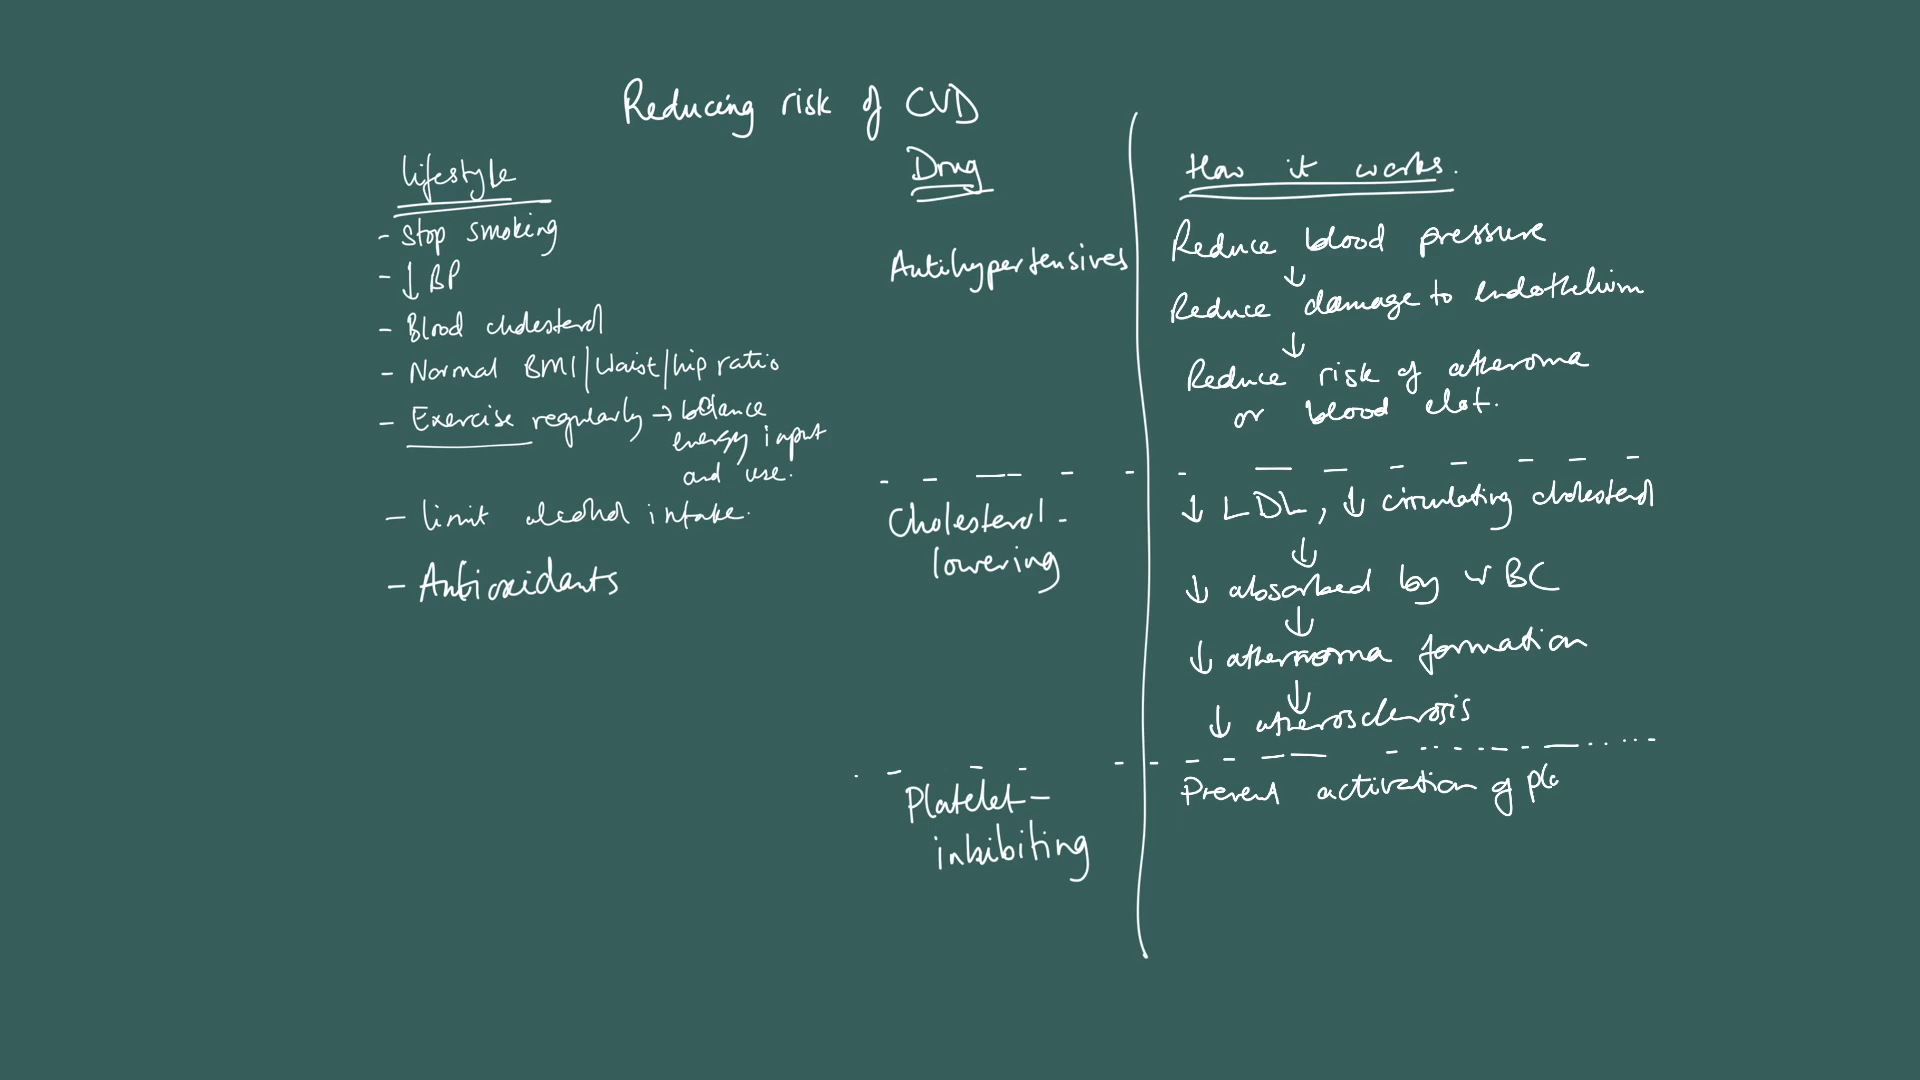 Reducing risk of CVD
lifestyle
- Stop smoking
- ↓ BP
- Blood cholesterol
- Normal BMI/Waist/hip ratio
- Exercise regularly → balance
energy input
and use.
- limit alcohol intake.
- Antioxidants
Drug
How it works.
Antihypertensives
Reduce blood pressure
↓
Reduce damage to endothelium
↓
Reduce risk of atheroma
or blood clot.
Cholesterol-
lowering
↓ LDL, ↓ circulating cholesterol
↓
↓ absorbed by WBC
↓
↓ atheroma formation
↓
↓ atherosclerosis
Platelet-
inhibiting
Prevent activation of pla